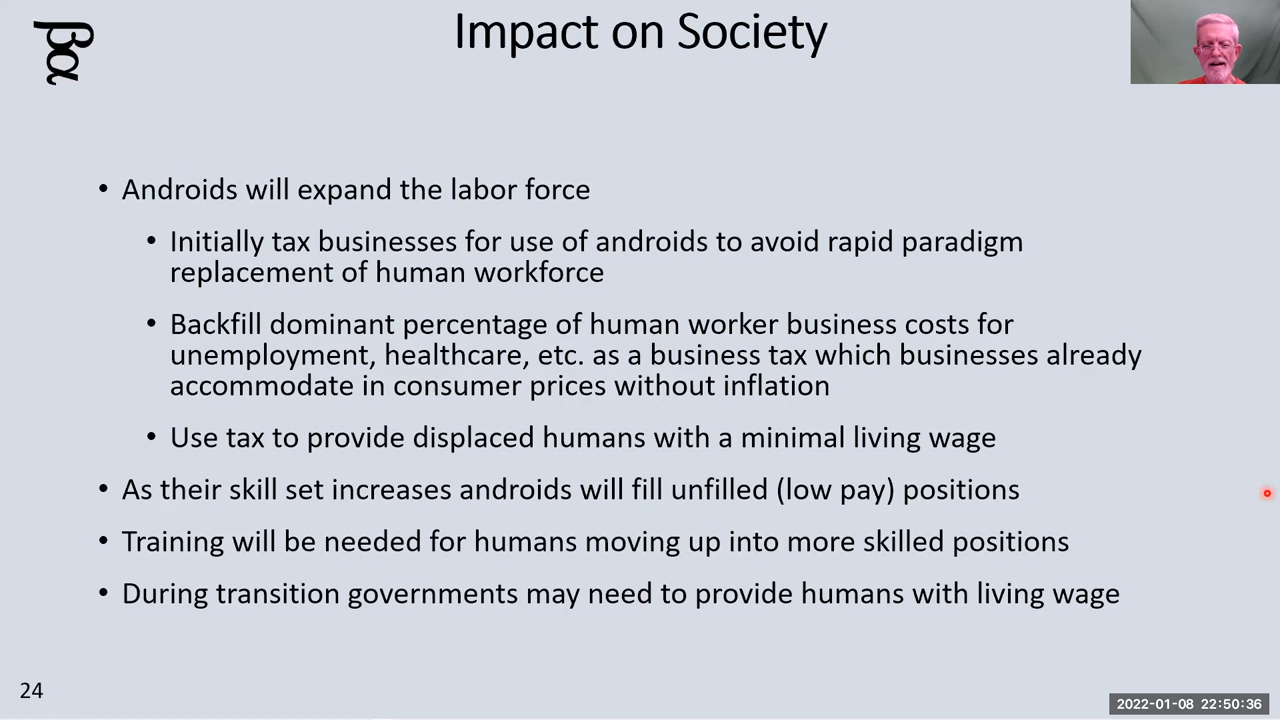 βα
Impact on Society
• Androids will expand the labor force
• Initially tax businesses for use of androids to avoid rapid paradigm
replacement of human workforce
• Backfill dominant percentage of human worker business costs for
unemployment, healthcare, etc. as a business tax which businesses already
accommodate in consumer prices without inflation
• Use tax to provide displaced humans with a minimal living wage
• As their skill set increases androids will fill unfilled (low pay) positions
• Training will be needed for humans moving up into more skilled positions
• During transition governments may need to provide humans with living wage
24
2022-01-08 22:50:36